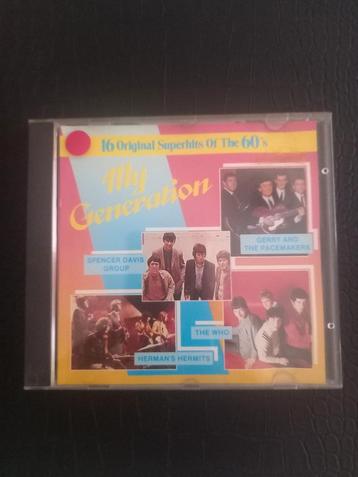 16 Original Superhits Of The 60's
My
Generation
GERRY AND
THE PACEMAKERS
SPENCER DAVIS
GROUP
THE WHO
HERMAN'S HERMITS